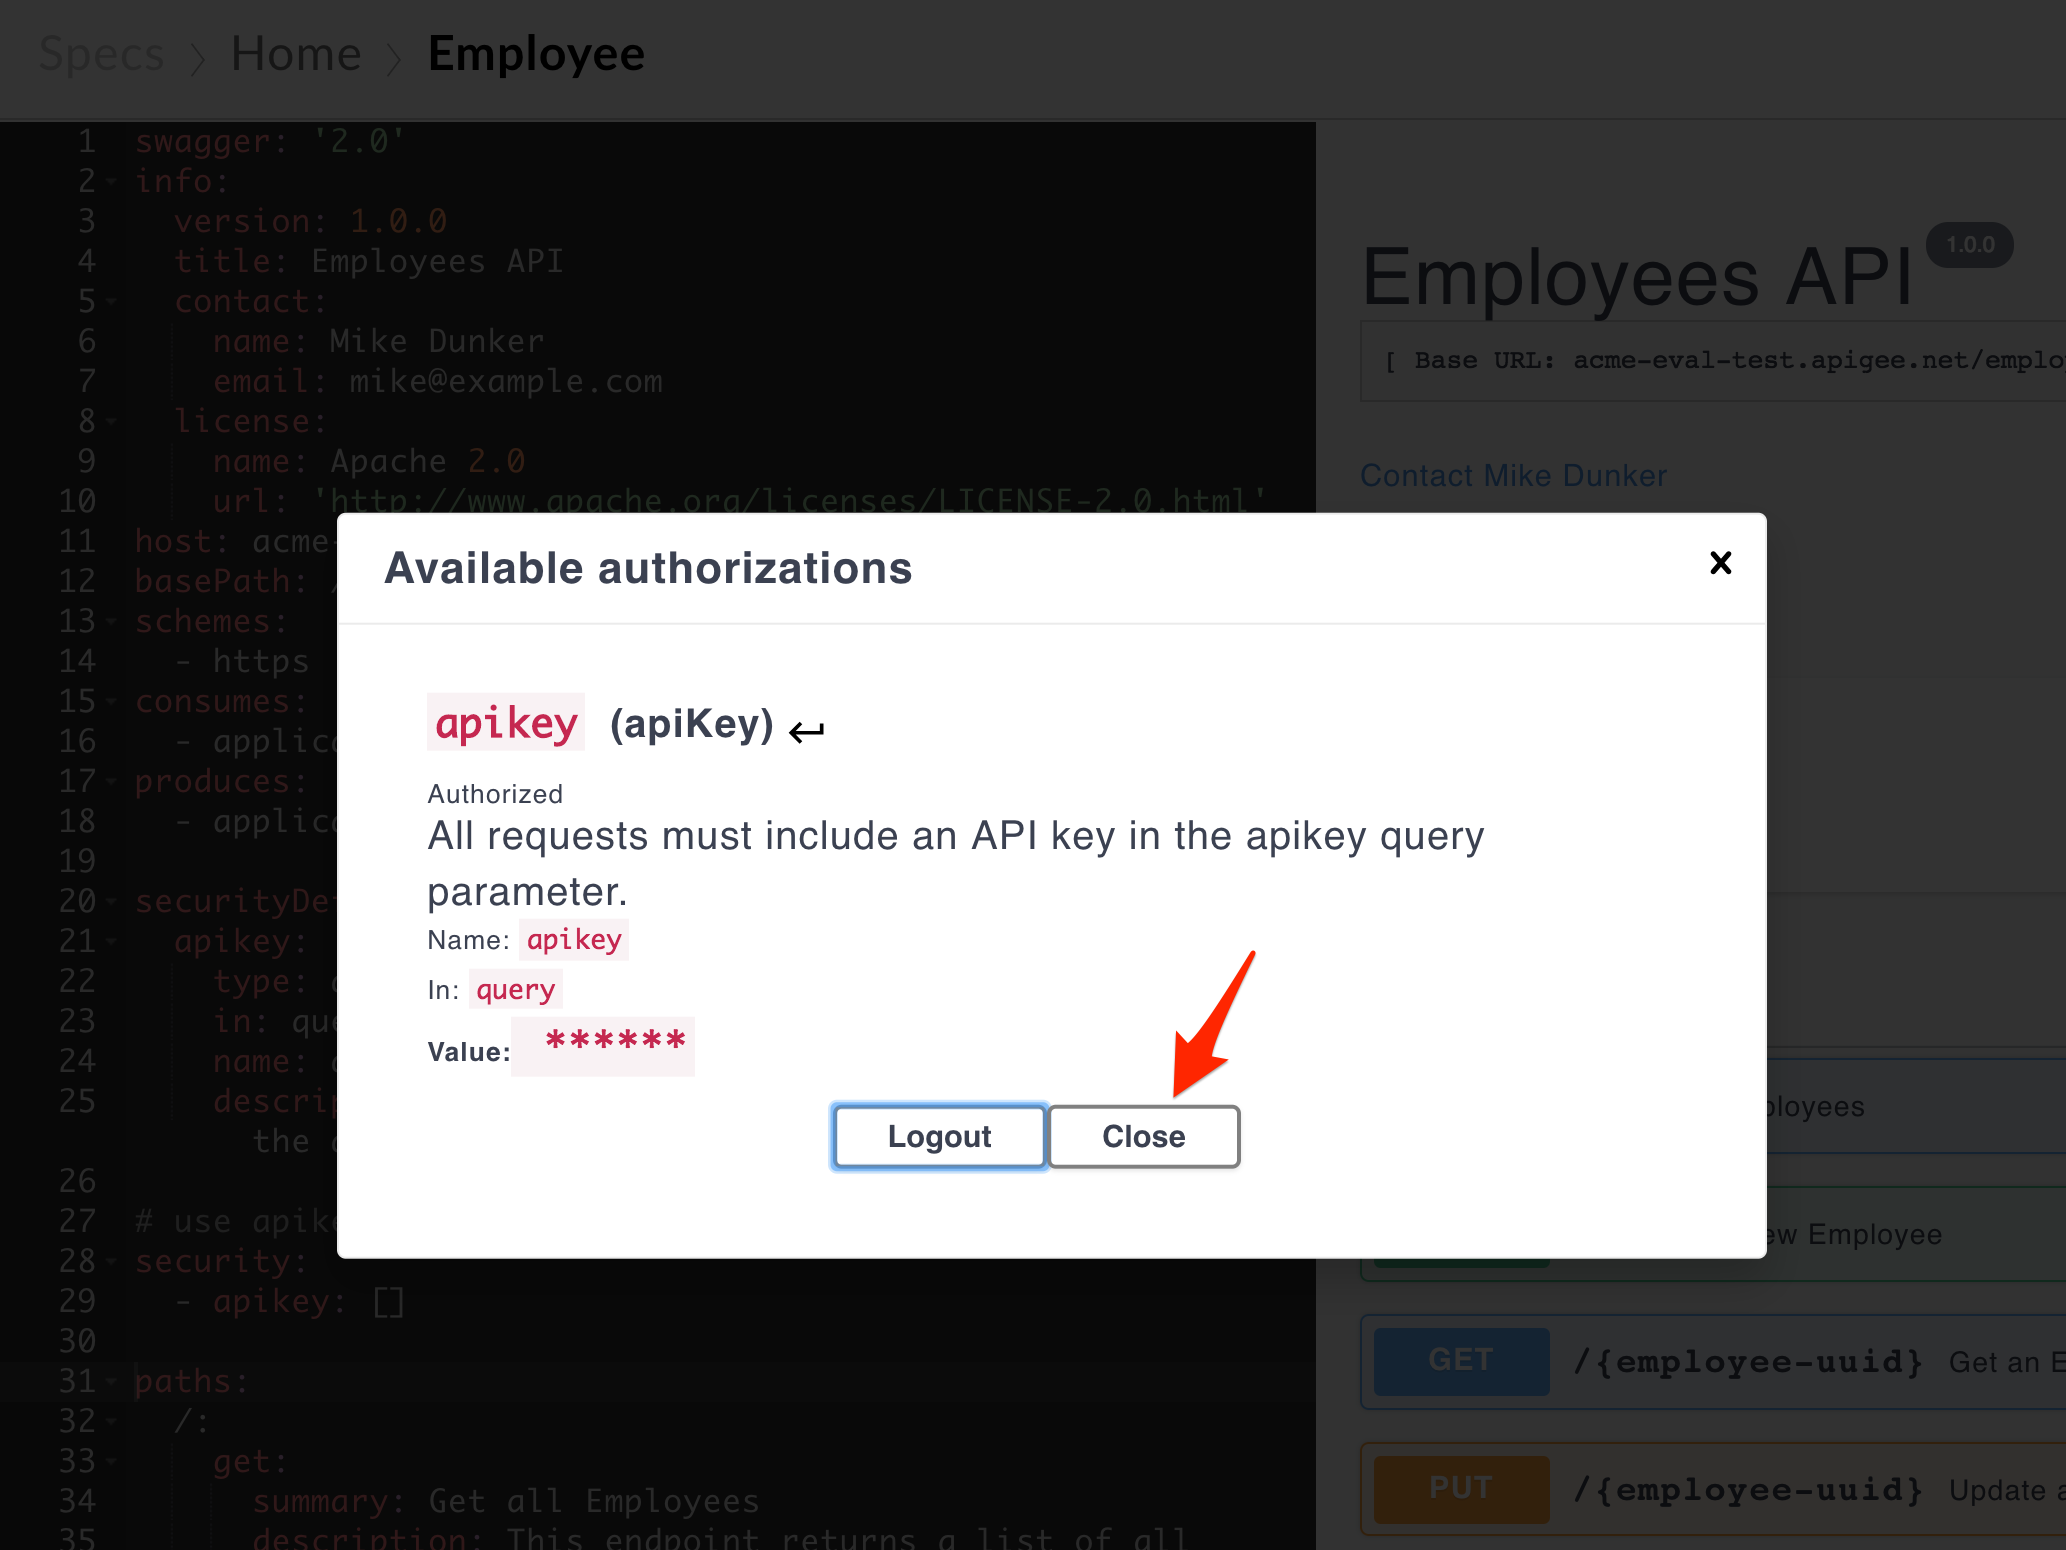 Specs > Home > Employee
1 swagger: '2.0'
2 info:
3 version: 1.0.0
4 title: Employees API
5 contact:
6 name: Mike Dunker
7 email: mike@example.com
8 license:
9 name: Apache 2.0
10 url: 'http://www.apache.org/licenses/LICENSE-2.0.html'
11 host: acme-
12 basePath: /
13 schemes:
14 - https
15 consumes:
16 - applic
17 produces:
18 - applic
19
20 securityDe
21 apikey:
22 type:
23 in: que
24 name:
25 descrip
the
26
27 # use apike
28 security:
29 - apikey: []
30
31 paths:
32 /:
33 get:
34 summary: Get all Employees
35 description: This endpoint returns a list of all
Employees API 1.0.0
[ Base URL: acme-eval-test.apigee.net/emplo
Contact Mike Dunker
Available authorizations
apikey (apiKey)
Authorized
All requests must include an API key in the apikey query
parameter.
Name: apikey
In: query
Value: ******
Logout Close
ployees
ew Employee
GET /{employee-uuid} Get an E
PUT /{employee-uuid} Update a